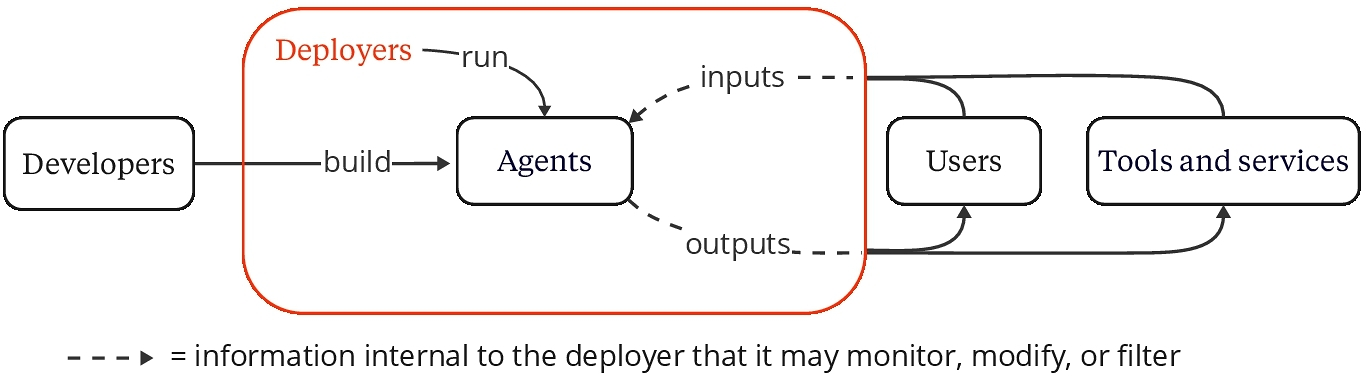 Deployers
run
inputs
Developers
build
Agents
Users
Tools and services
outputs
= information internal to the deployer that it may monitor, modify, or filter